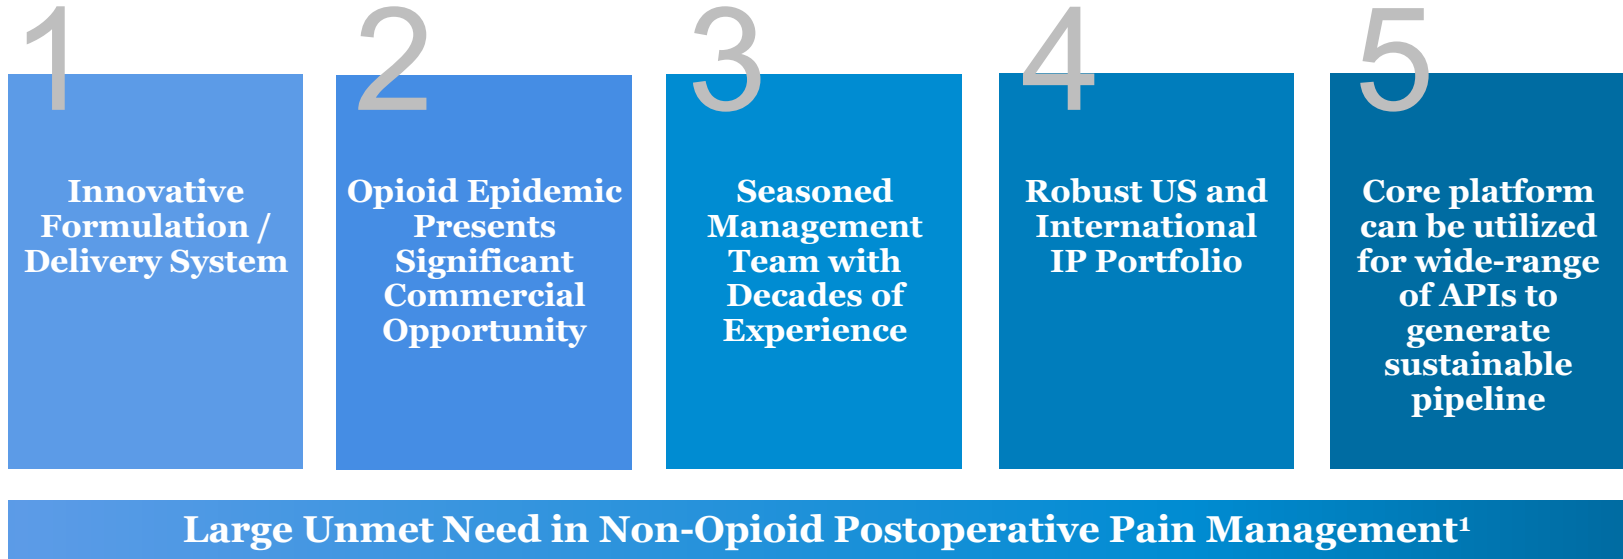 1
Innovative
Formulation /
Delivery System
2
Opioid Epidemic
Presents
Significant
Commercial
Opportunity
3
Seasoned
Management
Team with
Decades of
Experience
4
Robust US and
International
IP Portfolio
5
Core platform
can be utilized
for wide-range
of APIs to
generate
sustainable
pipeline
Large Unmet Need in Non-Opioid Postoperative Pain Management¹